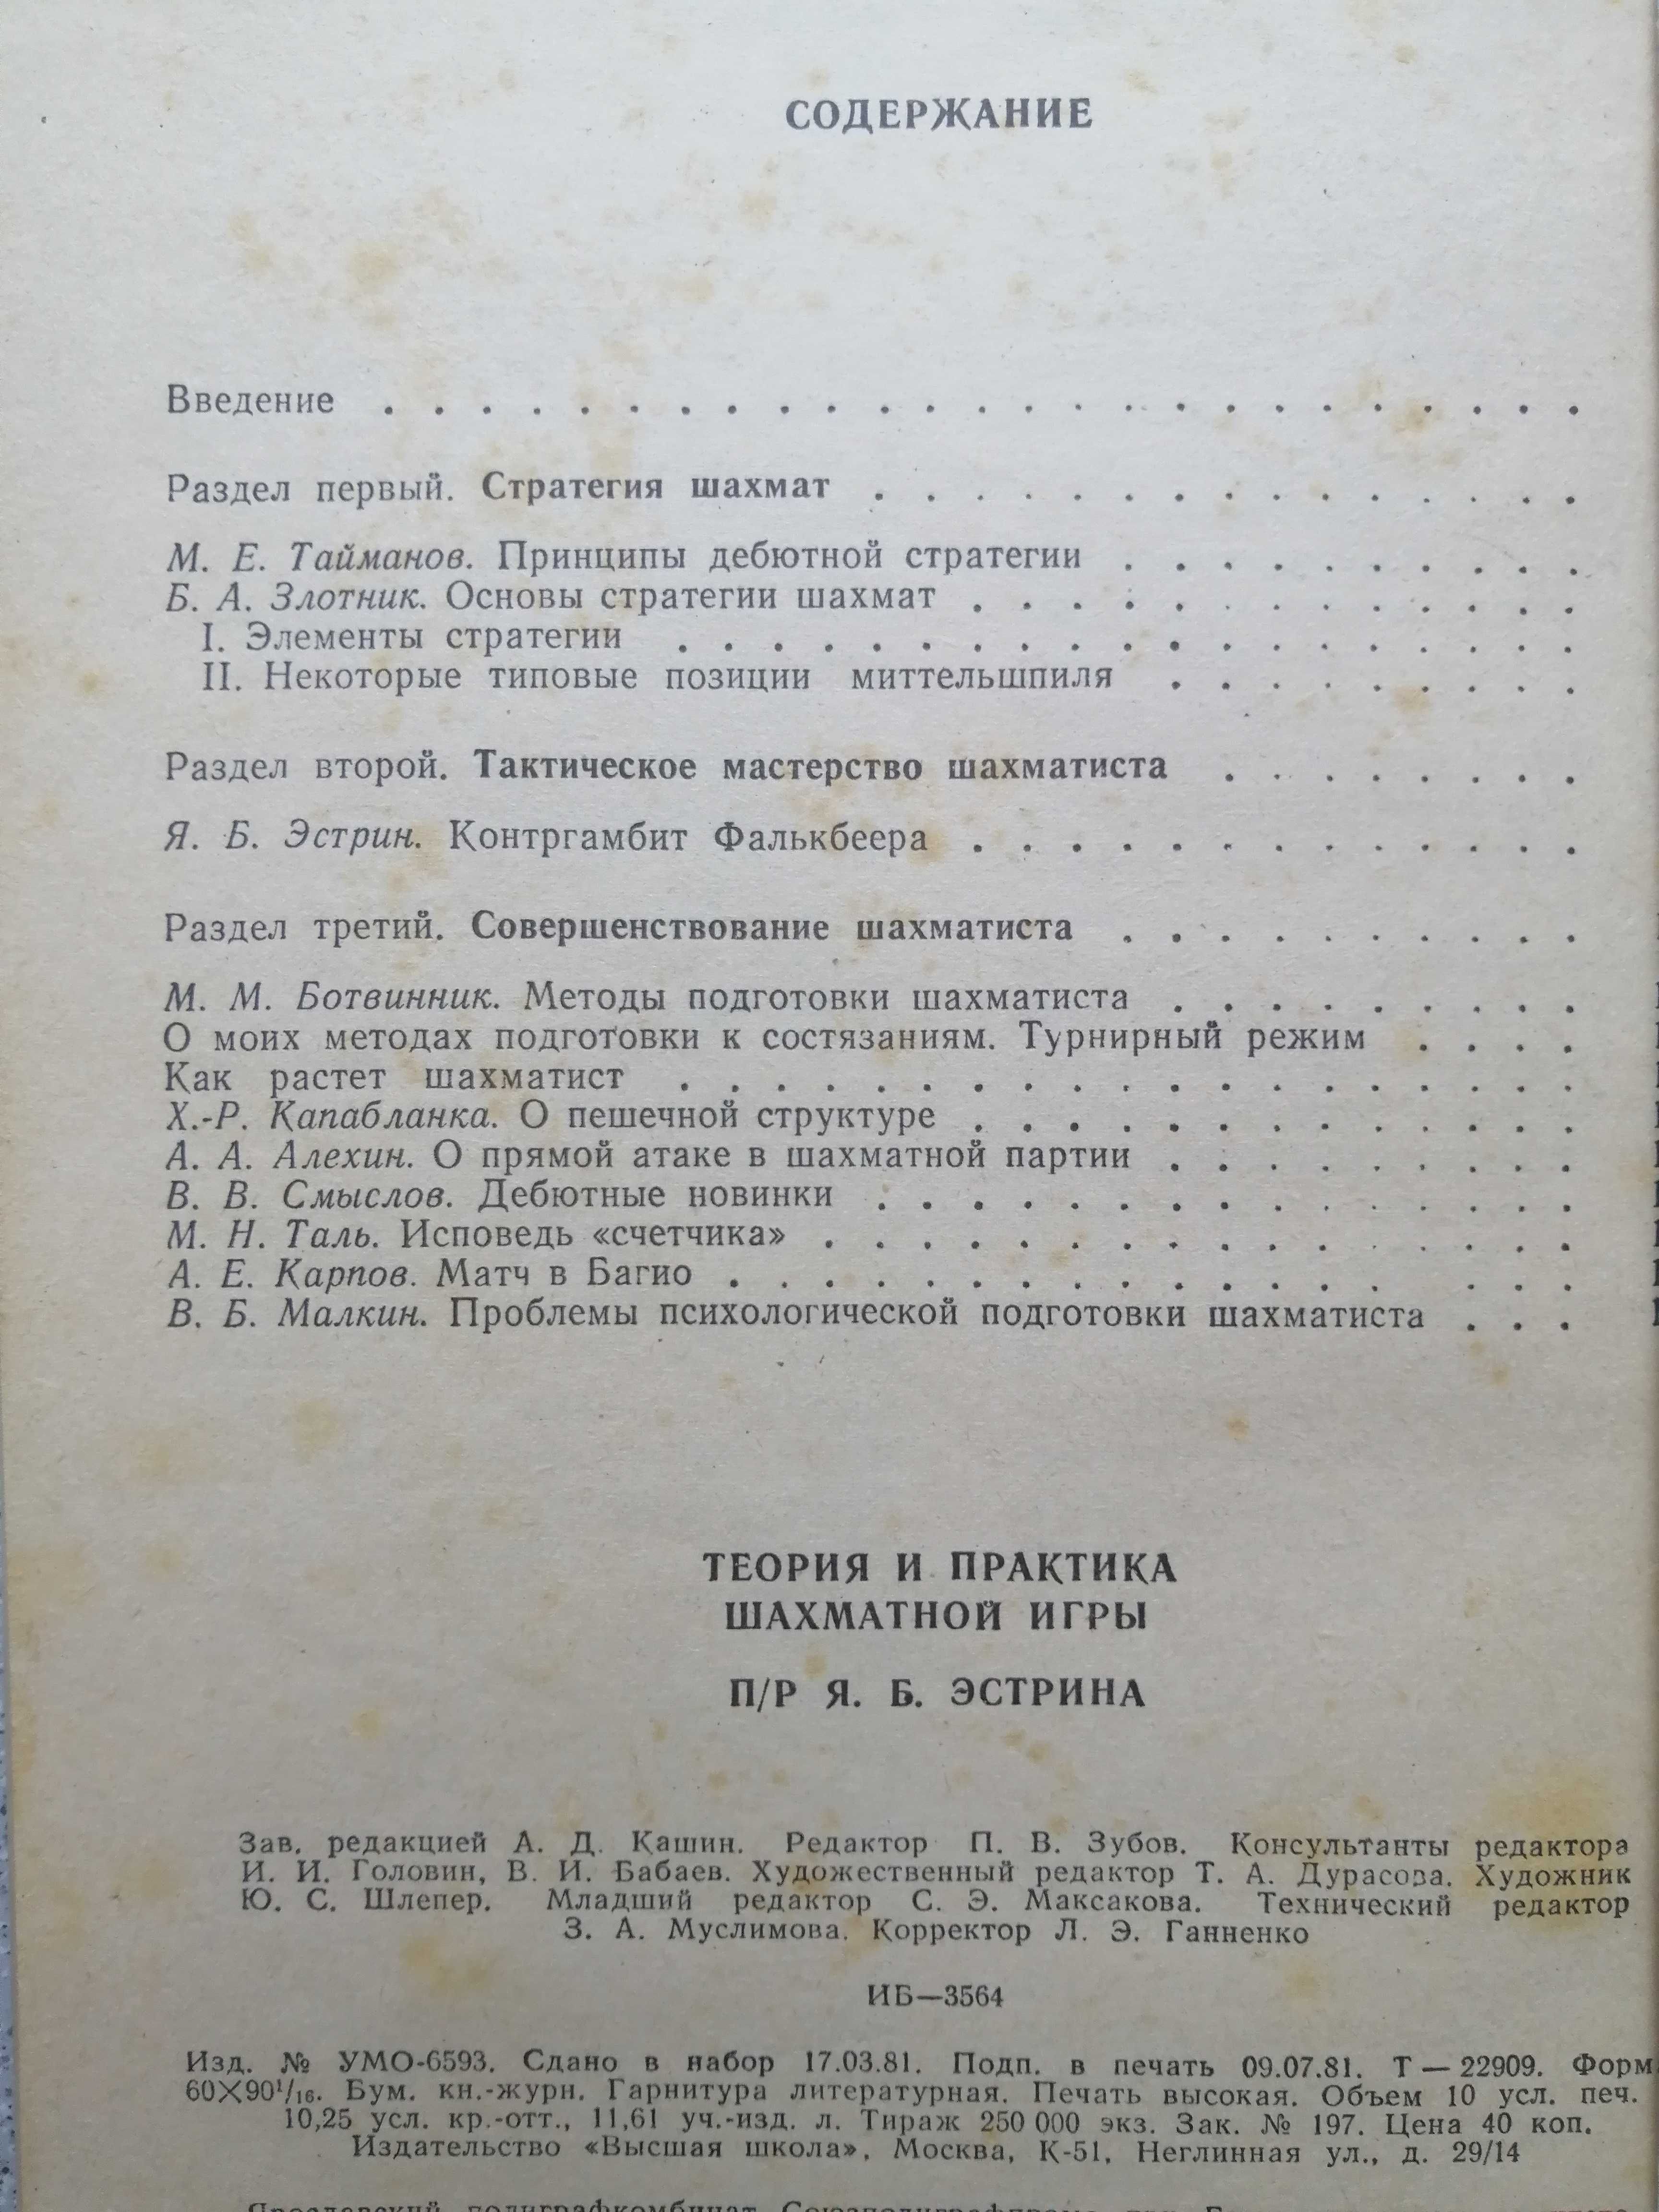 СОДЕРЖАНИЕ
Введение . . . . . . . . . . . . . . . . . . . . . . . . .
Раздел первый. Стратегия шахмат . . . . . . . . . . . . . . .
М. Е. Тайманов. Принципы дебютной стратегии . . . . . . . . . .
Б. А. Злотник. Основы стратегии шахмат . . . . . . . . . . . . .
I. Элементы стратегии . . . . . . . . . . . . . . . . . . .
II. Некоторые типовые позиции миттельшпиля . . . . . . . . .
Раздел второй. Тактическое мастерство шахматиста . . . . . . . .
Я. Б. Эстрин. Контргамбит Фалькбеера . . . . . . . . . . . . .
Раздел третий. Совершенствование шахматиста . . . . . . . . . .
М. М. Ботвинник. Методы подготовки шахматиста . . . . . . . . .
О моих методах подготовки к состязаниям. Турнирный режим . . . .
Как растет шахматист . . . . . . . . . . . . . . . . . . .
Х.-Р. Капабланка. О пешечной структуре . . . . . . . . . . . . .
А. А. Алехин. О прямой атаке в шахматной партии . . . . . . . . .
В. В. Смыслов. Дебютные новинки . . . . . . . . . . . . . . .
М. Н. Таль. Исповедь «счетчика» . . . . . . . . . . . . . . . .
А. Е. Карпов. Матч в Багио . . . . . . . . . . . . . . . . .
В. Б. Малкин. Проблемы психологической подготовки шахматиста . . .
ТЕОРИЯ И ПРАКТИКА
ШАХМАТНОЙ ИГРЫ
П/Р Я. Б. ЭСТРИНА
Зав. редакцией А. Д. Кашин. Редактор П. В. Зубов. Консультанты редактора
И. И. Головин, В. И. Бабаев. Художественный редактор Т. А. Дурасова. Художник
Ю. С. Шлепер. Младший редактор С. Э. Максакова. Технический редактор
З. А. Муслимова. Корректор Л. Э. Ганненко
ИБ—3564
Изд. № УМО-6593. Сдано в набор 17.03.81. Подп. в печать 09.07.81. Т — 22909. Форм
60X90¹/₁₆. Бум. кн.-журн. Гарнитура литературная. Печать высокая. Объем 10 усл. печ.
10,25 усл. кр.-отт., 11,61 уч.-изд. л. Тираж 250 000 экз. Зак. № 197. Цена 40 коп.
Издательство «Высшая школа», Москва, К-51, Неглинная ул., д. 29/14
Ярославский полиграфкомбинат Союзполиграфпрома при